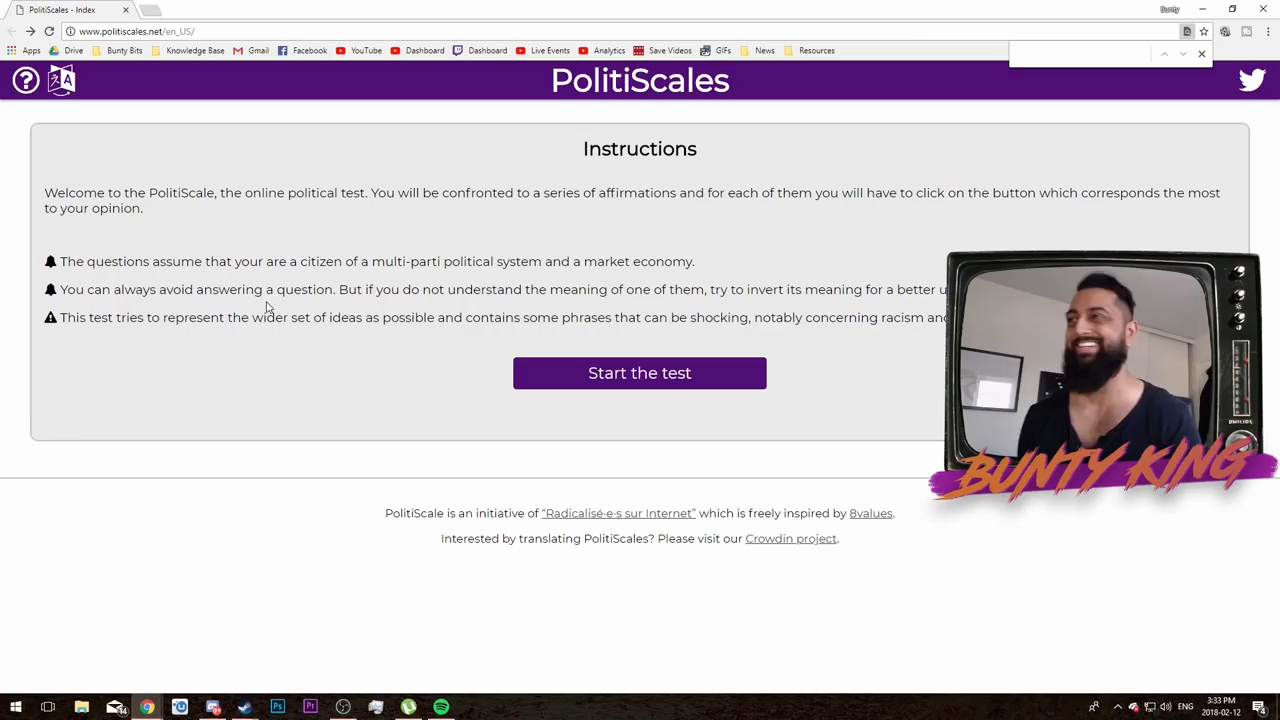 PolitiScales - Index
Bunty
www.politiscales.net/en_US/
Apps Drive Bunty Bits Knowledge Base Gmail Facebook YouTube Dashboard Dashboard Live Events Analytics Save Videos GIFs News Resources
PolitiScales
Instructions
Welcome to the PolitiScale, the online political test. You will be confronted to a series of affirmations and for each of them you will have to click on the button which corresponds the most
to your opinion.
The questions assume that your are a citizen of a multi-parti political system and a market economy.
You can always avoid answering a question. But if you do not understand the meaning of one of them, try to invert its meaning for a better
This test tries to represent the wider set of ideas as possible and contains some phrases that can be shocking, notably concerning racism
Start the test
PHILIPS
BUNTY KING
PolitiScale is an initiative of “Radicalisé·e·s sur Internet” which is freely inspired by 8values.
Interested by translating PolitiScales? Please visit our Crowdin project.
ENG
3:33 PM
2018-02-12